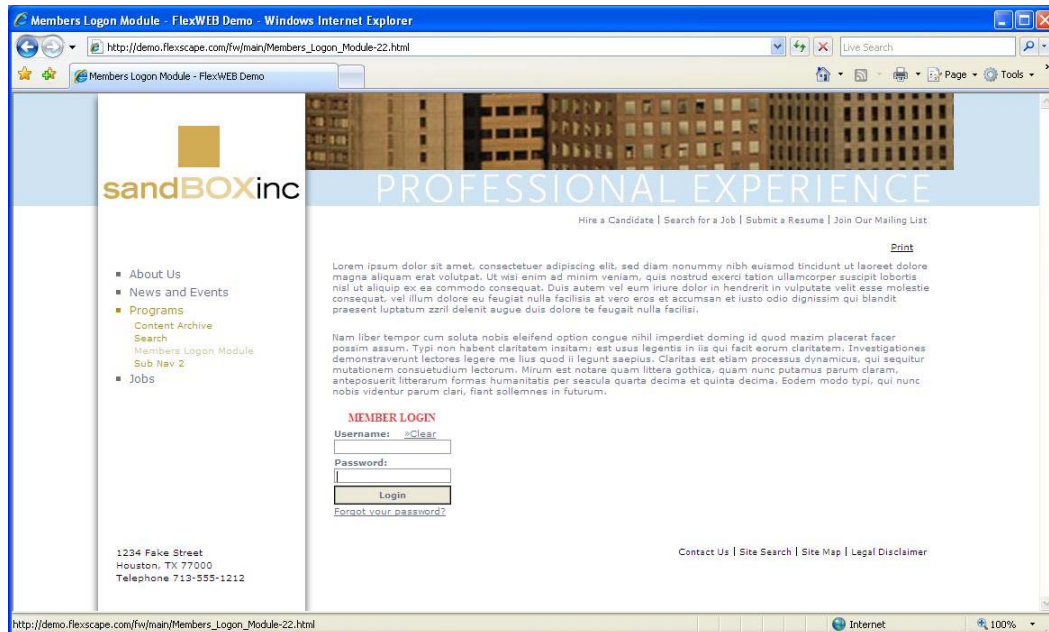 Members Logon Module - FlexWEB Demo - Windows Internet Explorer
http://demo.flexscape.com/fw/main/Members_Logon_Module-22.html
Live Search
Members Logon Module - FlexWEB Demo
Page
Tools
sandBOXinc
PROFESSIONAL EXPERIENCE
Hire a Candidate | Search for a Job | Submit a Resume | Join Our Mailing List
Print
About Us
News and Events
Programs
Content Archive
Search
Members Logon Module
Sub Nav 2
Jobs
Lorem ipsum dolor sit amet, consectetuer adipiscing elit, sed diam nonummy nibh euismod tincidunt ut laoreet dolore
magna aliquam erat volutpat. Ut wisi enim ad minim veniam, quis nostrud exerci tation ullamcorper suscipit lobortis
nisl ut aliquip ex ea commodo consequat. Duis autem vel eum iriure dolor in hendrerit in vulputate velit esse molestie
consequat, vel illum dolore eu feugiat nulla facilisis at vero eros et accumsan et iusto odio dignissim qui blandit
praesent luptatum zzril delenit augue duis dolore te feugait nulla facilisi.
Nam liber tempor cum soluta nobis eleifend option congue nihil imperdiet doming id quod mazim placerat facer
possim assum. Typi non habent claritatem insitam; est usus legentis in iis qui facit eorum claritatem. Investigationes
demonstraverunt lectores legere me lius quod ii legunt saepius. Claritas est etiam processus dynamicus, qui sequitur
mutationem consuetudium lectorum. Mirum est notare quam littera gothica, quam nunc putamus parum claram,
anteposuerit litterarum formas humanitatis per seacula quarta decima et quinta decima. Eodem modo typi, qui nunc
nobis videntur parum clari, fiant sollemnes in futurum.
MEMBER LOGIN
Username: »Clear
Password:
Login
Forgot your password?
1234 Fake Street
Houston, TX 77000
Telephone 713-555-1212
Contact Us | Site Search | Site Map | Legal Disclaimer
http://demo.flexscape.com/fw/main/Members_Logon_Module-22.html
Internet
100%